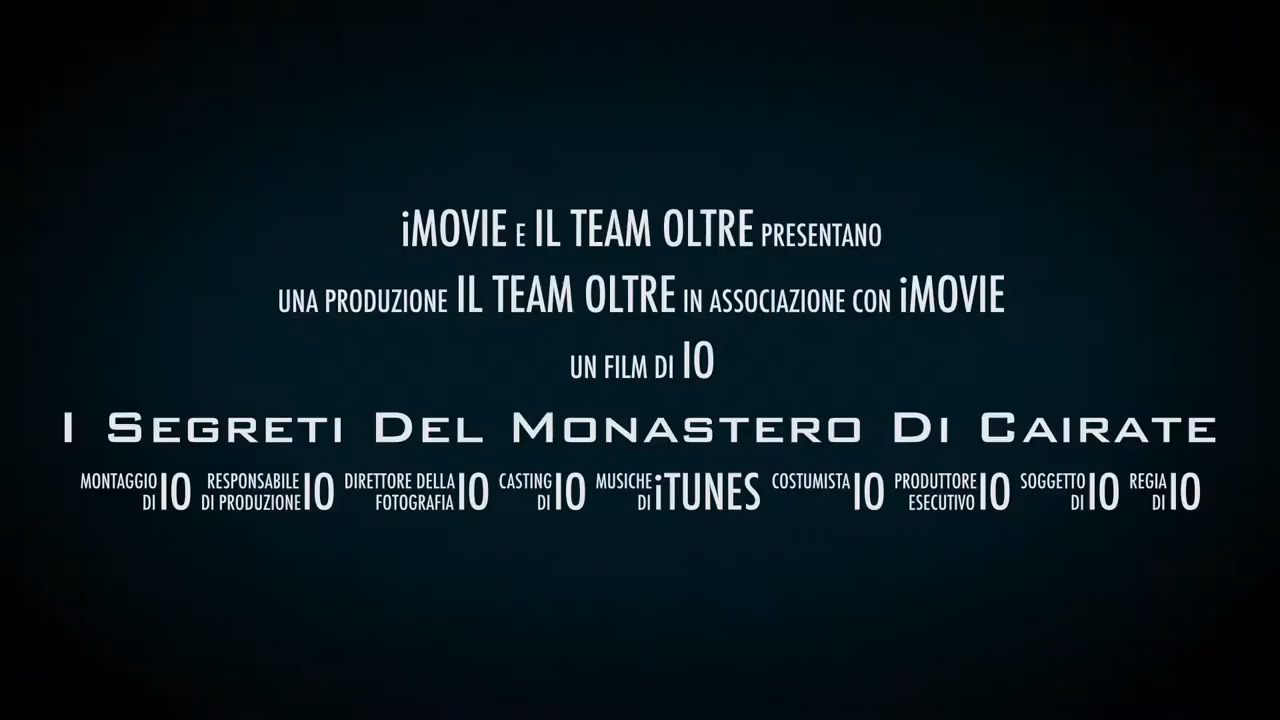 iMOVIE E IL TEAM OLTRE PRESENTANO
UNA PRODUZIONE IL TEAM OLTRE IN ASSOCIAZIONE CON iMOVIE
UN FILM DI IO
I SEGRETI DEL MONASTERO DI CAIRATE
MONTAGGIO DI IO RESPONSABILE DI PRODUZIONE IO DIRETTORE DELLA FOTOGRAFIA IO CASTING DI IO MUSICHE DI iTUNES COSTUMISTA IO PRODUTTORE ESECUTIVO IO SOGGETTO DI IO REGIA DI IO